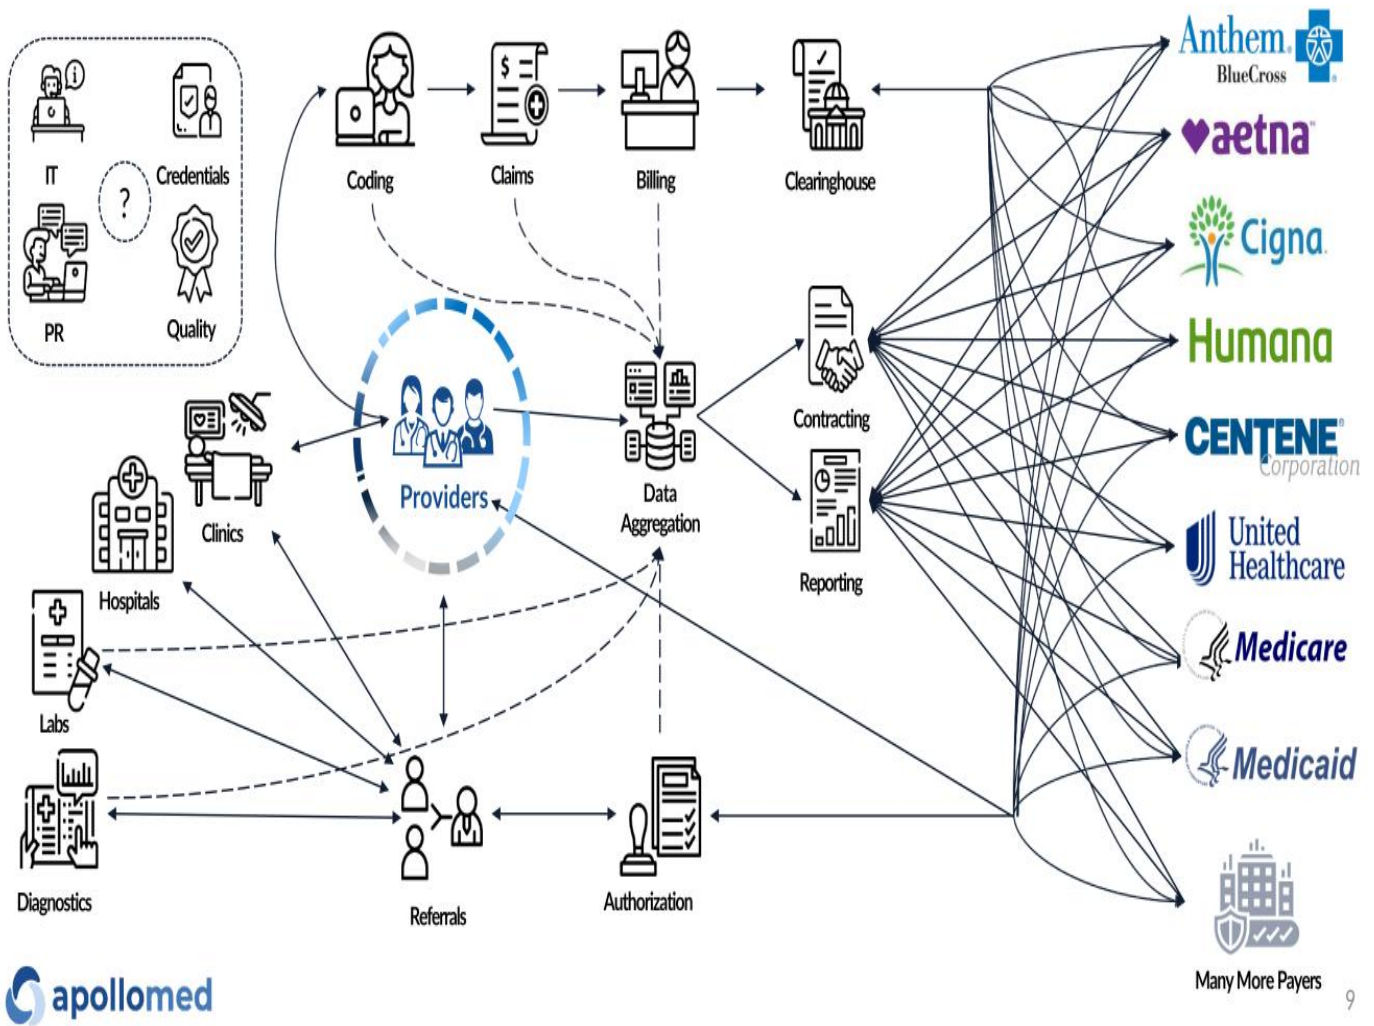 IT
Credentials
?
PR
Quality
Coding
$
Claims
Billing
Clearinghouse
Anthem.
BlueCross
aetna™
Cigna.
Humana
CENTENE®
Corporation
United
Healthcare
Medicare
Medicaid
Many More Payers
Contracting
Reporting
Data
Aggregation
Providers
Clinics
Hospitals
Labs
Diagnostics
Referrals
Authorization
apollomed
9